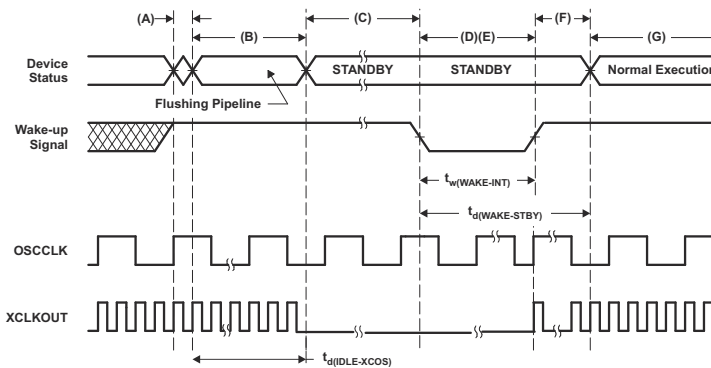 (A)
(B)
(C)
(D)(E)
(F)
(G)
Device
Status
STANDBY
STANDBY
Normal Execution
Flushing Pipeline
Wake-up
Signal
tw(WAKE-INT)
td(WAKE-STBY)
OSCCLK
XCLKOUT
td(IDLE-XCOS)